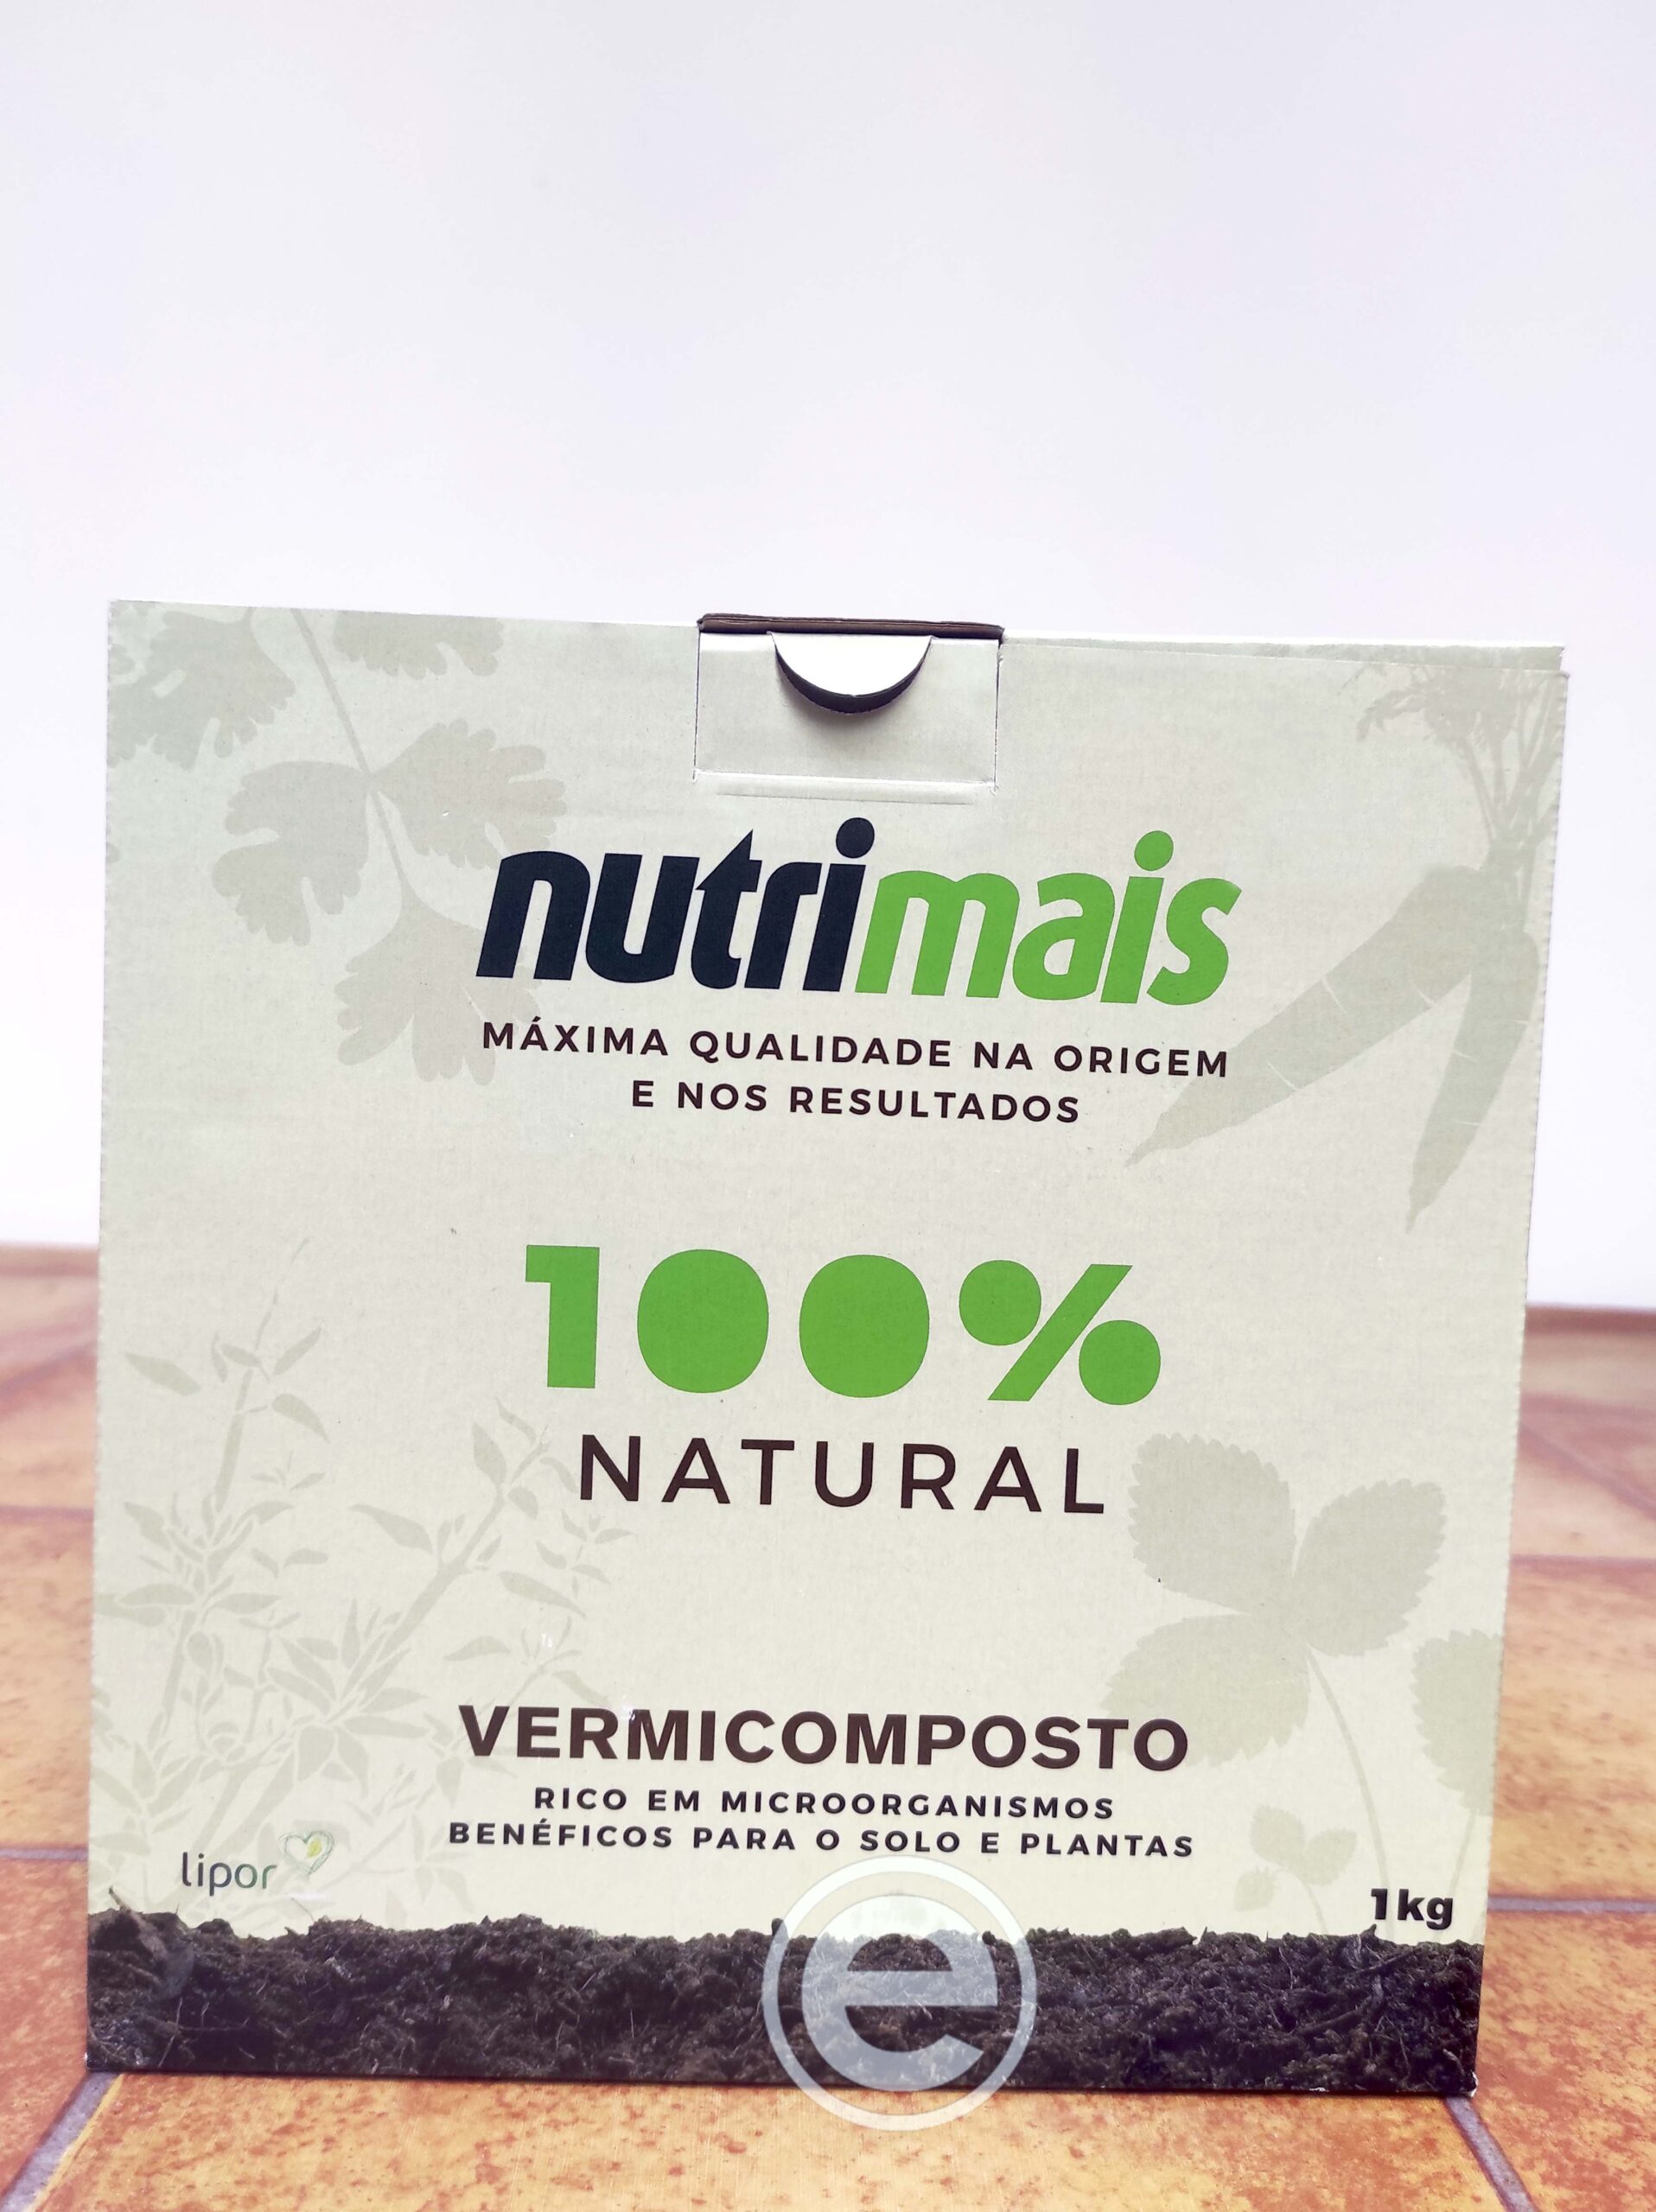 nutrimais
MÁXIMA QUALIDADE NA ORIGEM
E NOS RESULTADOS
100%
NATURAL
VERMICOMPOSTO
RICO EM MICROORGANISMOS
BENÉFICOS PARA O SOLO E PLANTAS
lipor
1kg
e